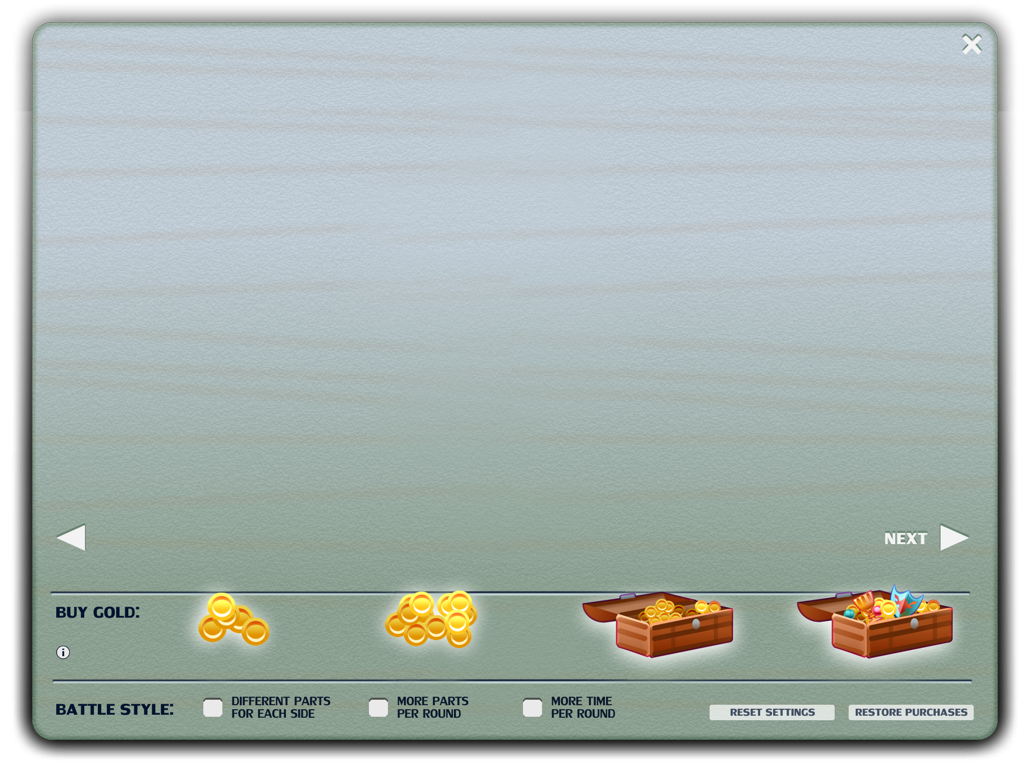 NEXT
BUY GOLD:
i
BATTLE STYLE:
DIFFERENT PARTS
FOR EACH SIDE
MORE PARTS
PER ROUND
MORE TIME
PER ROUND
RESET SETTINGS
RESTORE PURCHASES